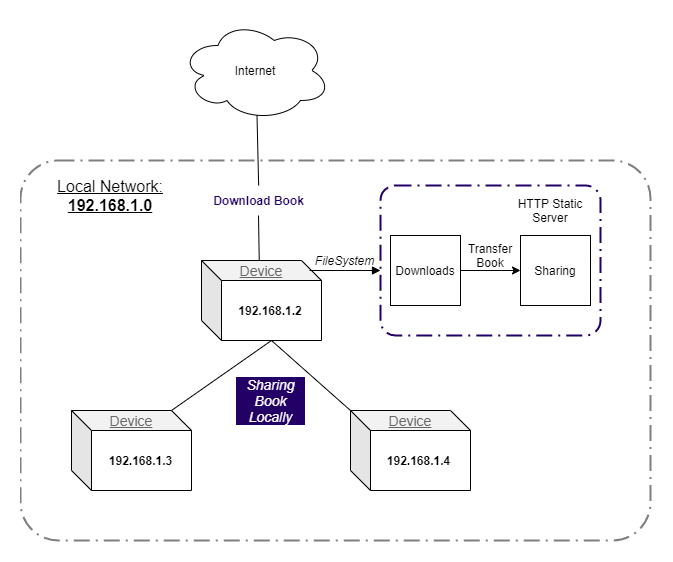 Internet
Local Network:
192.168.1.0
Download Book
HTTP Static
Server
Device
192.168.1.2
FileSystem
Downloads
Transfer
Book
Sharing
Sharing
Book
Locally
Device
192.168.1.3
Device
192.168.1.4